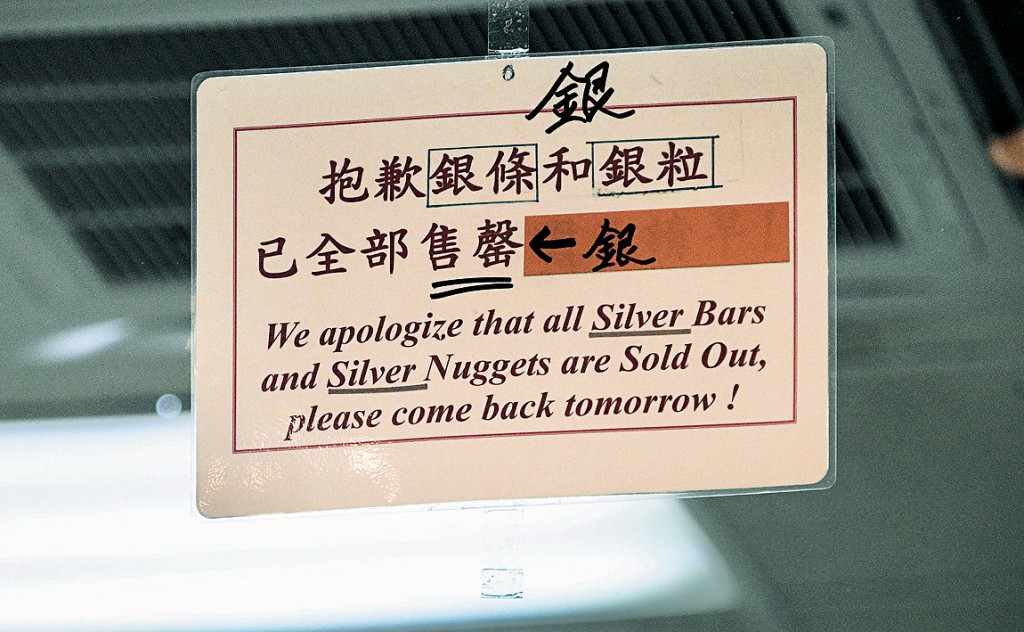 銀
抱歉銀條和銀粒
已全部售罄←銀
We apologize that all Silver Bars
and Silver Nuggets are Sold Out,
please come back tomorrow !